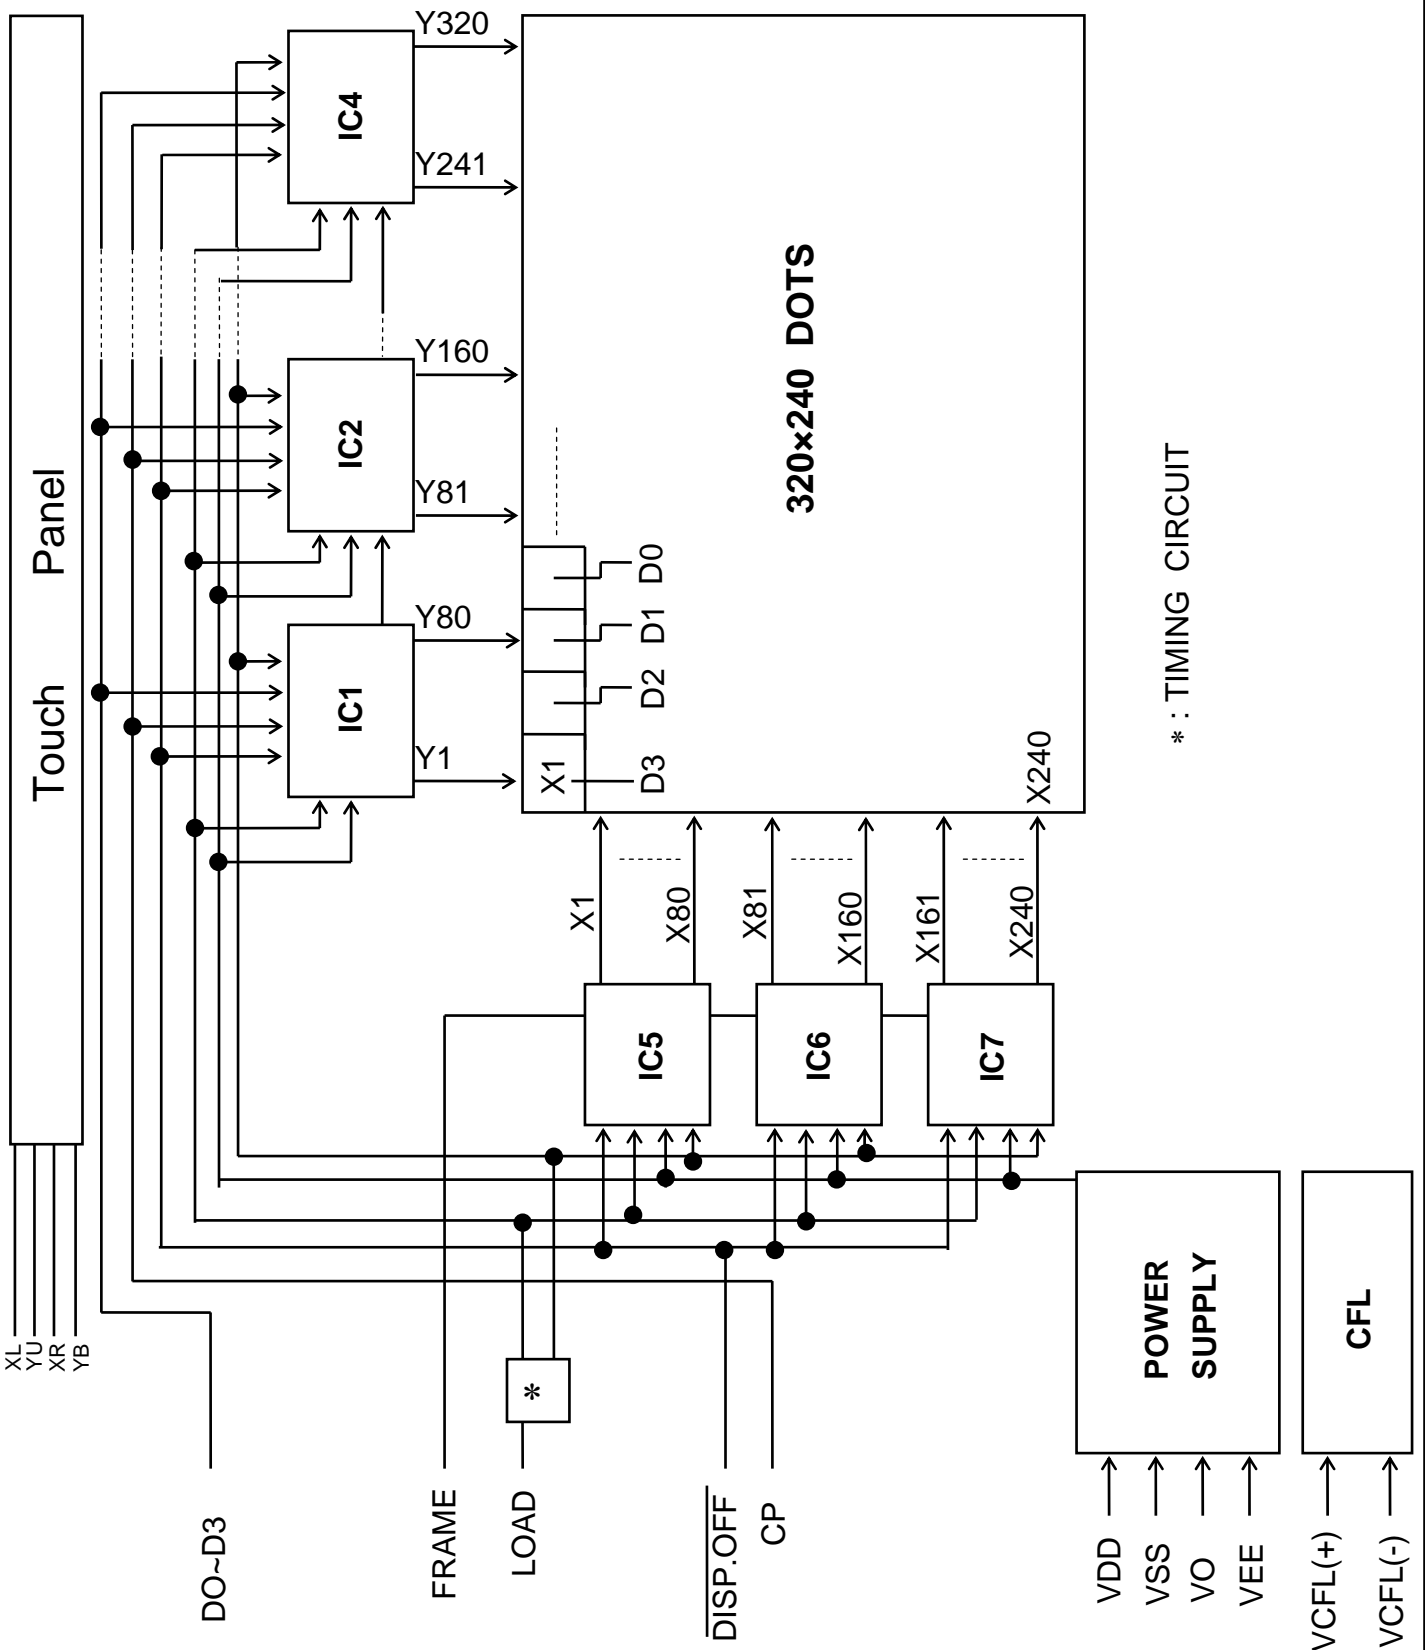 Touch Panel
XL
YU
XR
YB
DO~D3
FRAME
LOAD
DISP.OFF
CP
*
IC1
IC2
IC4
Y1
Y80
Y81
Y160
Y241
Y320
X1
D3
D2
D1
D0
320×240 DOTS
X240
IC5
IC6
IC7
X1
X80
X81
X160
X161
X240
* : TIMING CIRCUIT
POWER
SUPPLY
VDD
VSS
VO
VEE
CFL
VCFL(+)
VCFL(-)